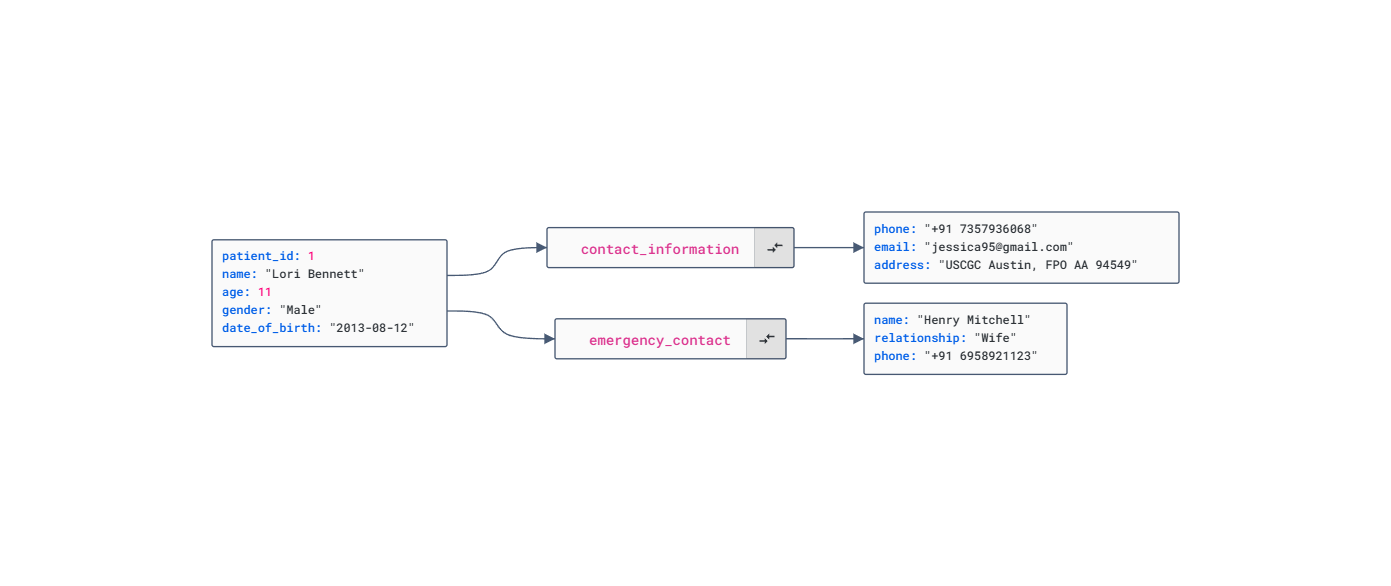 patient_id: 1
name: "Lori Bennett"
age: 11
gender: "Male"
date_of_birth: "2013-08-12"
contact_information
phone: "+91 7357936068"
email: "jessica95@gmail.com"
address: "USCGC Austin, FPO AA 94549"
emergency_contact
name: "Henry Mitchell"
relationship: "Wife"
phone: "+91 6958921123"